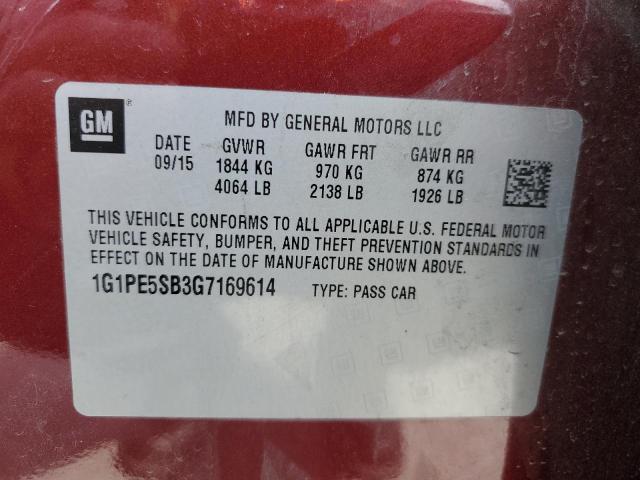 GM ®
MFD BY GENERAL MOTORS LLC
DATE GVWR GAWR FRT GAWR RR
09/15 1844 KG 970 KG 874 KG
4064 LB 2138 LB 1926 LB
THIS VEHICLE CONFORMS TO ALL APPLICABLE U.S. FEDERAL MOTOR
VEHICLE SAFETY, BUMPER, AND THEFT PREVENTION STANDARDS IN
EFFECT ON THE DATE OF MANUFACTURE SHOWN ABOVE.
1G1PE5SB3G7169614 TYPE: PASS CAR